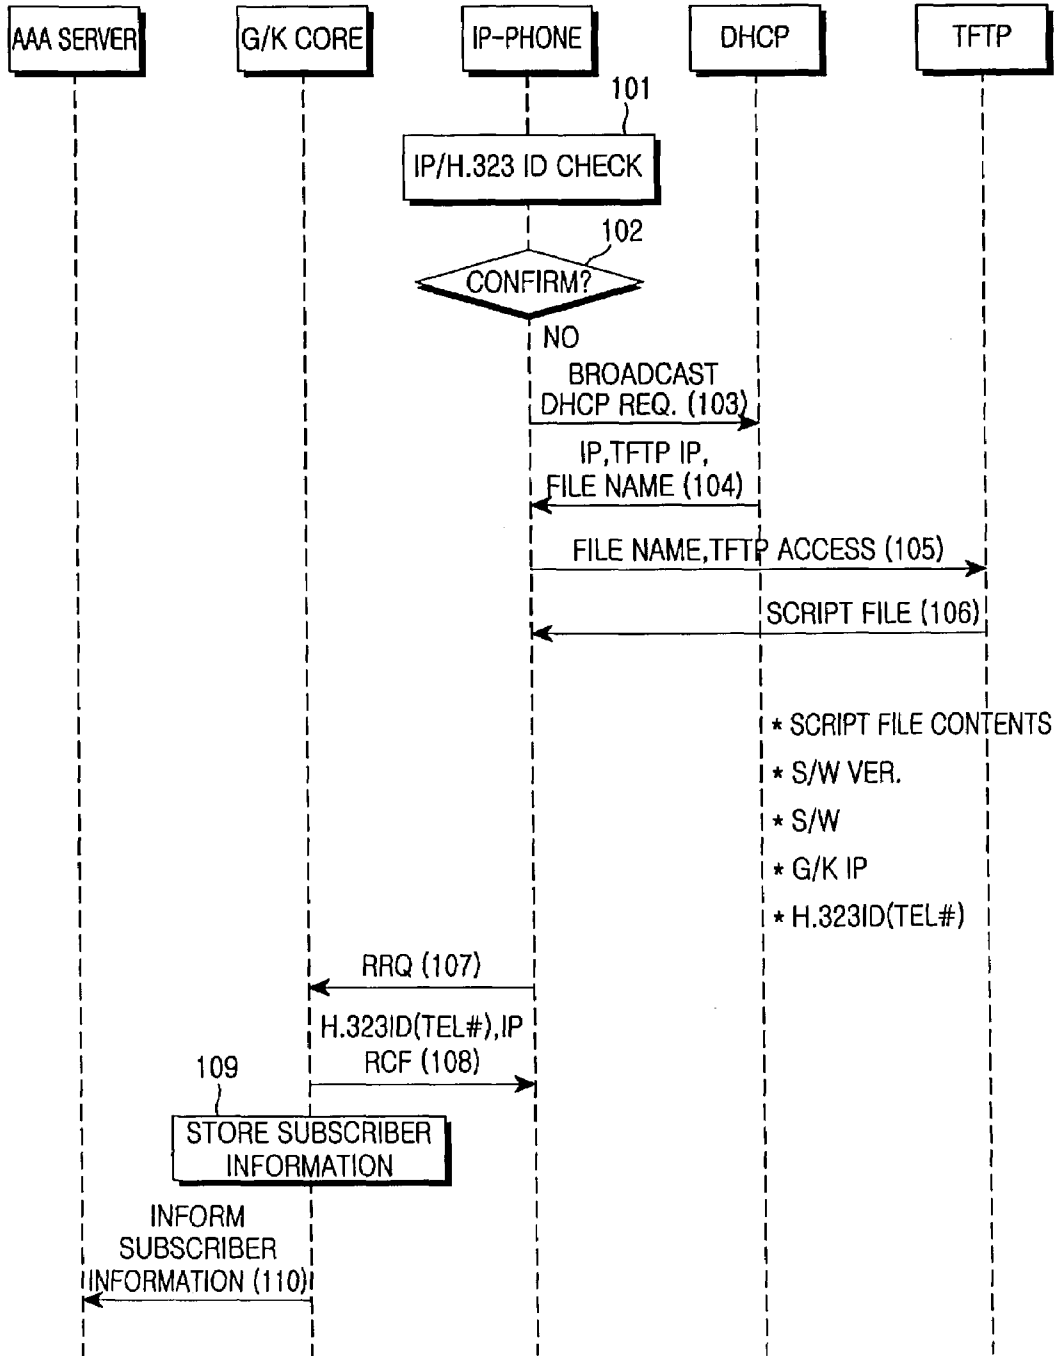 AAA SERVER
G/K CORE
IP-PHONE
DHCP
TFTP
101
IP/H.323 ID CHECK
102
CONFIRM?
NO
BROADCAST
DHCP REQ. (103)
IP,TFTP IP,
FILE NAME (104)
FILE NAME,TFTP ACCESS (105)
SCRIPT FILE (106)
* SCRIPT FILE CONTENTS
* S/W VER.
* S/W
* G/K IP
* H.323ID(TEL#)
RRQ (107)
H.323ID(TEL#),IP
RCF (108)
109
STORE SUBSCRIBER
INFORMATION
INFORM
SUBSCRIBER
INFORMATION (110)